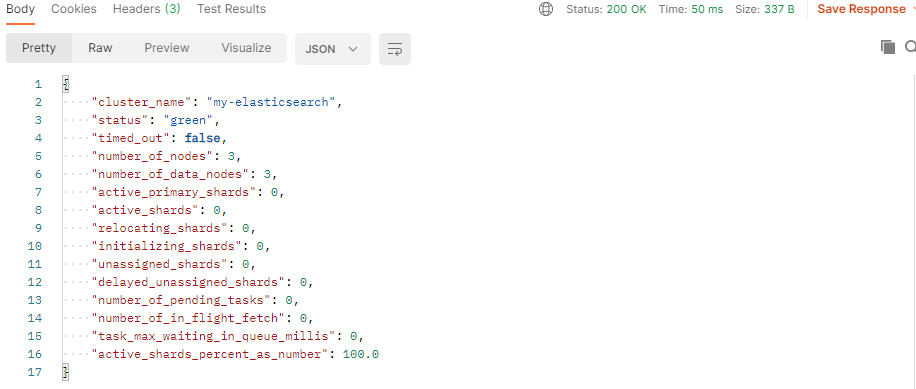 Body Cookies Headers (3) Test Results Status: 200 OK Time: 50 ms Size: 337 B Save Response
Pretty Raw Preview Visualize JSON
1 {
2 "cluster_name": "my-elasticsearch",
3 "status": "green",
4 "timed_out": false,
5 "number_of_nodes": 3,
6 "number_of_data_nodes": 3,
7 "active_primary_shards": 0,
8 "active_shards": 0,
9 "relocating_shards": 0,
10 "initializing_shards": 0,
11 "unassigned_shards": 0,
12 "delayed_unassigned_shards": 0,
13 "number_of_pending_tasks": 0,
14 "number_of_in_flight_fetch": 0,
15 "task_max_waiting_in_queue_millis": 0,
16 "active_shards_percent_as_number": 100.0
17 }